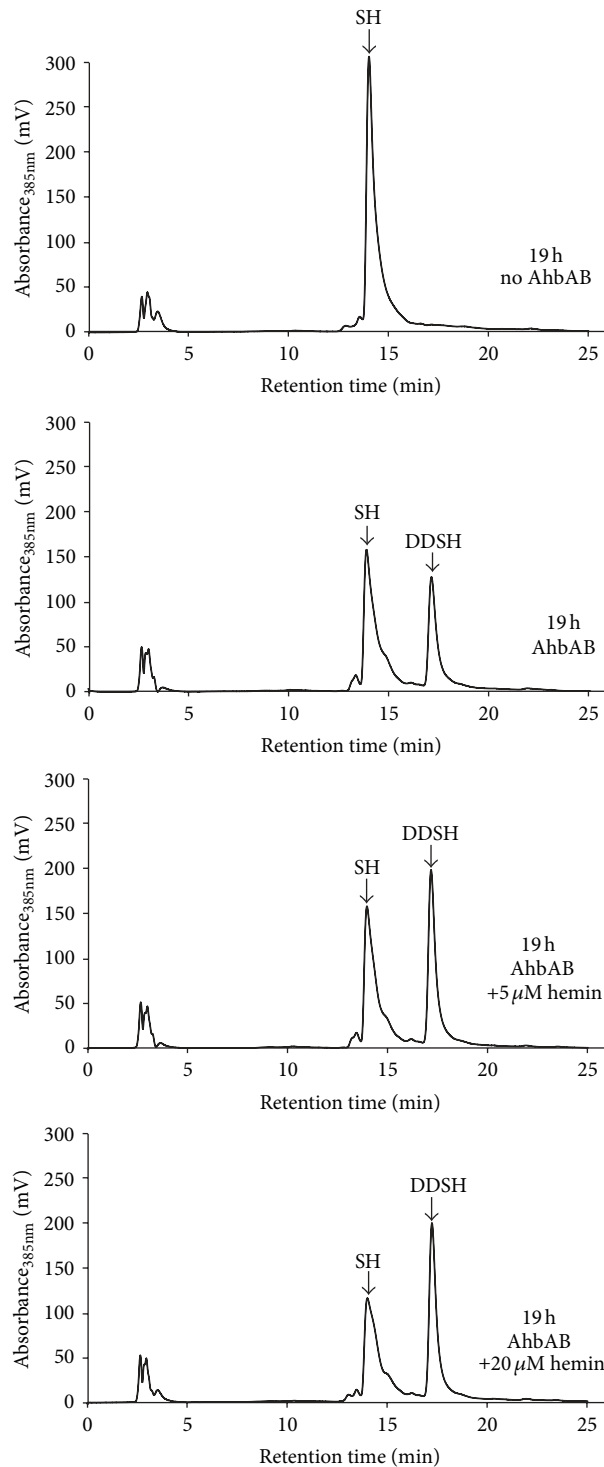 SH
300
250
200
150
100
50
0
Absorbance385nm (mV)
19 h
no AhbAB
0 5 10 15 20 25
Retention time (min)
300
250
200
150
100
50
0
Absorbance385nm (mV)
SH
DDSH
19 h
AhbAB
0 5 10 15 20 25
Retention time (min)
300
250
200
150
100
50
0
Absorbance385nm (mV)
DDSH
SH
19 h
AhbAB
+5 μM hemin
0 5 10 15 20 25
Retention time (min)
300
250
200
150
100
50
0
Absorbance385nm (mV)
DDSH
SH
19 h
AhbAB
+20 μM hemin
0 5 10 15 20 25
Retention time (min)